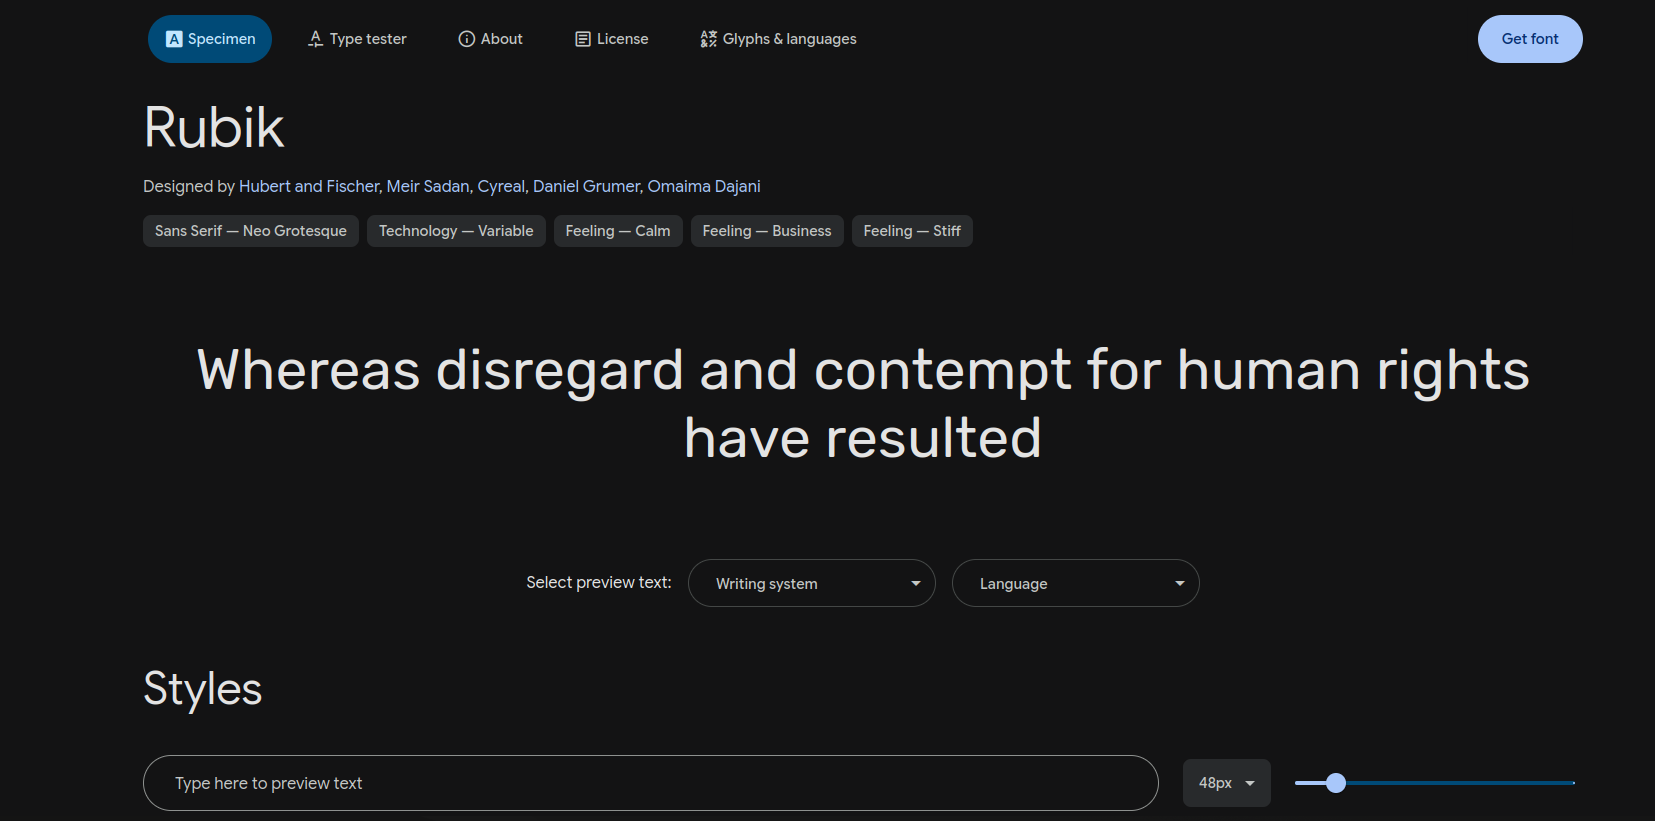 Specimen Type tester About License Glyphs & languages Get font
Rubik
Designed by Hubert and Fischer, Meir Sadan, Cyreal, Daniel Grumer, Omaima Dajani
Sans Serif — Neo Grotesque Technology — Variable Feeling — Calm Feeling — Business Feeling — Stiff
Whereas disregard and contempt for human rights
have resulted
Select preview text: Writing system Language
Styles
Type here to preview text 48px